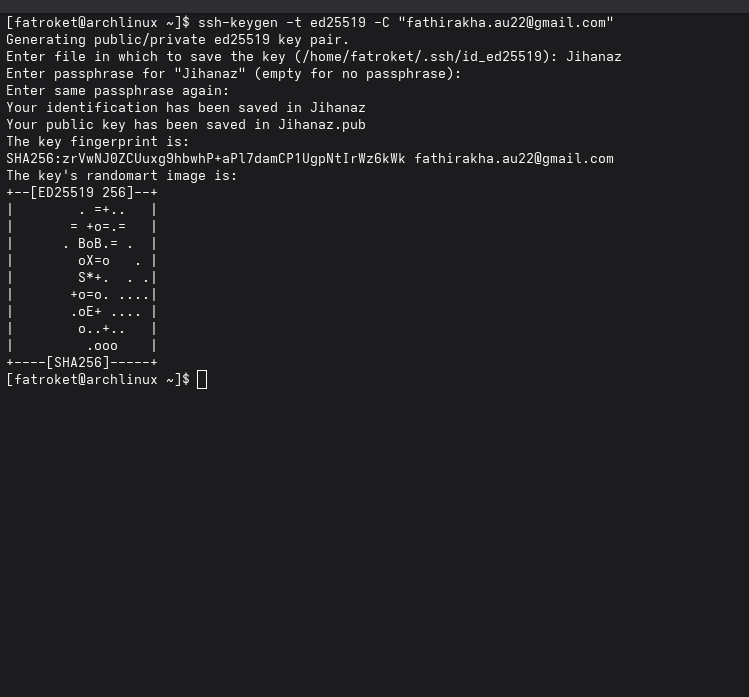 [fatroket@archlinux ~]$ ssh-keygen -t ed25519 -C "fathirakha.au22@gmail.com"
Generating public/private ed25519 key pair.
Enter file in which to save the key (/home/fatroket/.ssh/id_ed25519): Jihanaz
Enter passphrase for "Jihanaz" (empty for no passphrase):
Enter same passphrase again:
Your identification has been saved in Jihanaz
Your public key has been saved in Jihanaz.pub
The key fingerprint is:
SHA256:zrVwNJ0ZCUuxg9hbwhP+aPl7damCP1UgpNtIrWz6kWk fathirakha.au22@gmail.com
The key's randomart image is:
+--[ED25519 256]--+
|        . =+..   |
|       = +o=.=   |
|      . BoB.= .  |
|        oX=o   . |
|        S*+.  . .|
|       +o=o. ....|
|       .oE+ .... |
|        o..+..   |
|         .ooo    |
+----[SHA256]-----+
[fatroket@archlinux ~]$